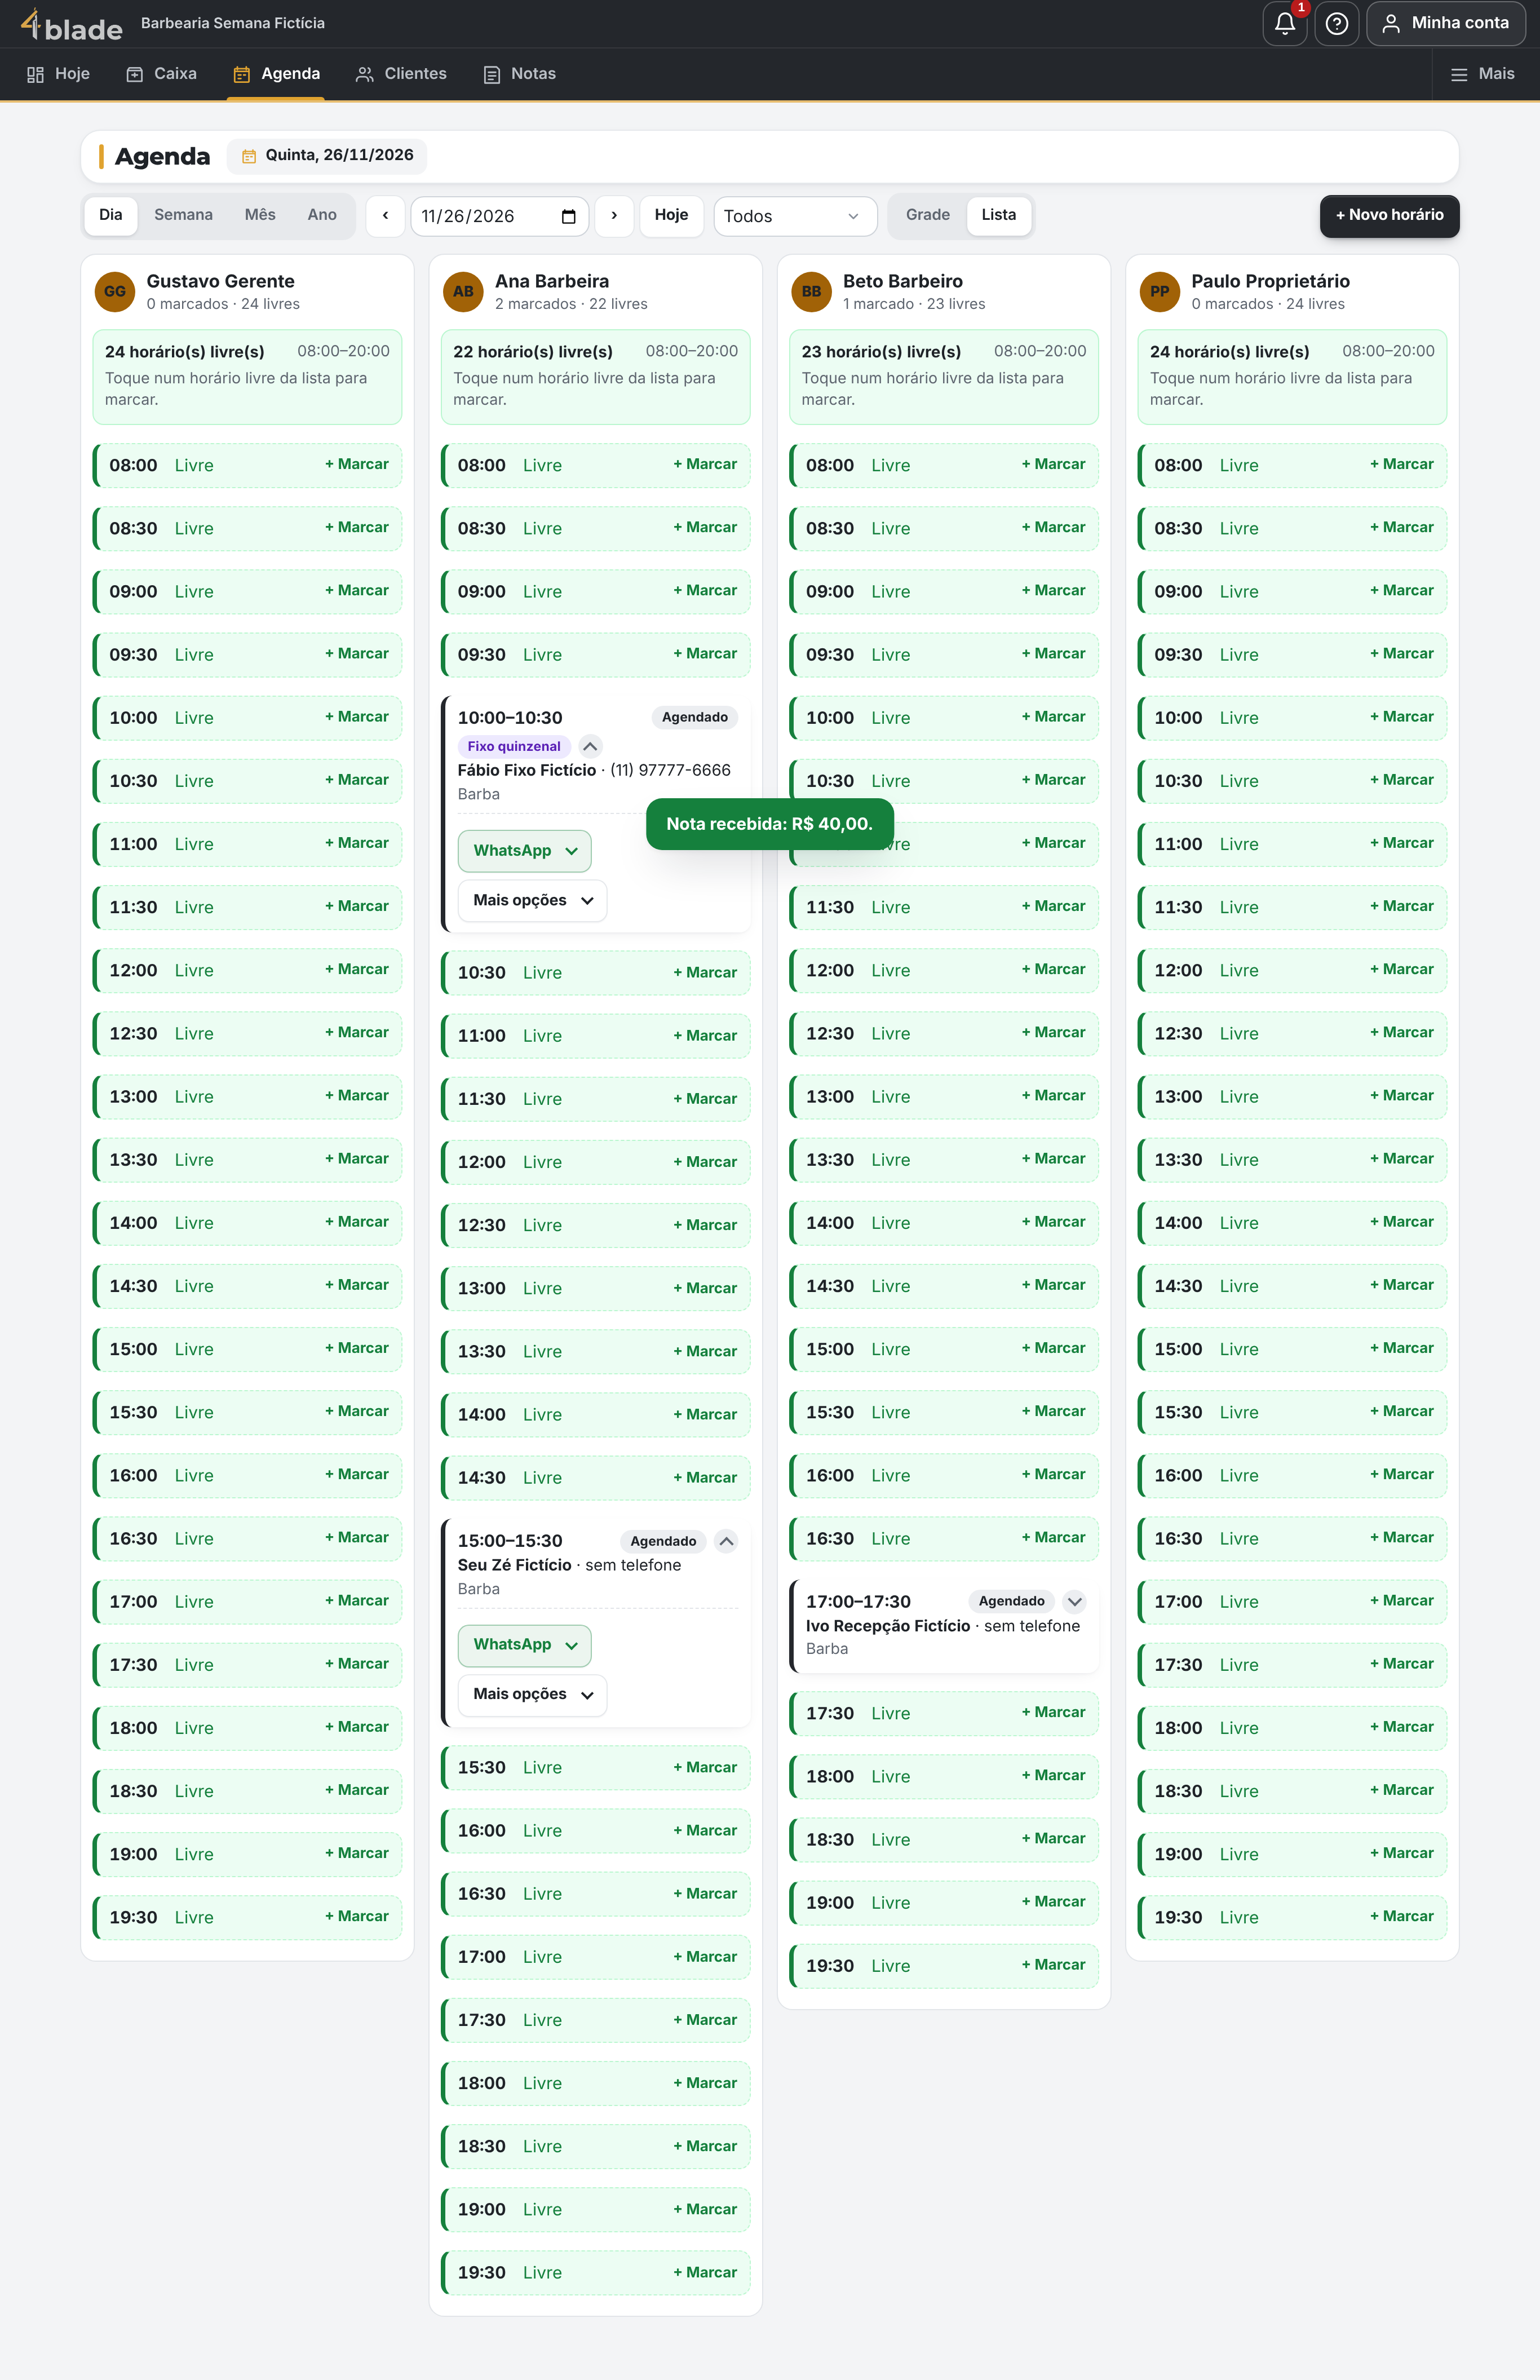 4blade
Barbearia Semana Fictícia
1
Minha conta
Hoje
Caixa
Agenda
Clientes
Notas
Mais
Agenda
Quinta, 26/11/2026
Dia
Semana
Mês
Ano
11/26/2026
Hoje
Todos
Grade
Lista
+ Novo horário
GG
Gustavo Gerente
0 marcados · 24 livres
24 horário(s) livre(s) 08:00–20:00
Toque num horário livre da lista para
marcar.
08:00 Livre + Marcar
08:30 Livre + Marcar
09:00 Livre + Marcar
09:30 Livre + Marcar
10:00 Livre + Marcar
10:30 Livre + Marcar
11:00 Livre + Marcar
11:30 Livre + Marcar
12:00 Livre + Marcar
12:30 Livre + Marcar
13:00 Livre + Marcar
13:30 Livre + Marcar
14:00 Livre + Marcar
14:30 Livre + Marcar
15:00 Livre + Marcar
15:30 Livre + Marcar
16:00 Livre + Marcar
16:30 Livre + Marcar
17:00 Livre + Marcar
17:30 Livre + Marcar
18:00 Livre + Marcar
18:30 Livre + Marcar
19:00 Livre + Marcar
19:30 Livre + Marcar
AB
Ana Barbeira
2 marcados · 22 livres
22 horário(s) livre(s) 08:00–20:00
Toque num horário livre da lista para
marcar.
08:00 Livre + Marcar
08:30 Livre + Marcar
09:00 Livre + Marcar
09:30 Livre + Marcar
10:00–10:30 Agendado
Fixo quinzenal
Fábio Fixo Fictício · (11) 97777-6666
Barba
WhatsApp
Mais opções
10:30 Livre + Marcar
11:00 Livre + Marcar
11:30 Livre + Marcar
12:00 Livre + Marcar
12:30 Livre + Marcar
13:00 Livre + Marcar
13:30 Livre + Marcar
14:00 Livre + Marcar
14:30 Livre + Marcar
15:00–15:30 Agendado
Seu Zé Fictício · sem telefone
Barba
WhatsApp
Mais opções
15:30 Livre + Marcar
16:00 Livre + Marcar
16:30 Livre + Marcar
17:00 Livre + Marcar
17:30 Livre + Marcar
18:00 Livre + Marcar
18:30 Livre + Marcar
19:00 Livre + Marcar
19:30 Livre + Marcar
Nota recebida: R$ 40,00.
BB
Beto Barbeiro
1 marcado · 23 livres
23 horário(s) livre(s) 08:00–20:00
Toque num horário livre da lista para
marcar.
08:00 Livre + Marcar
08:30 Livre + Marcar
09:00 Livre + Marcar
09:30 Livre + Marcar
10:00 Livre + Marcar
10:30 Livre + Marcar
+ Marcar
11:30 Livre + Marcar
12:00 Livre + Marcar
12:30 Livre + Marcar
13:00 Livre + Marcar
13:30 Livre + Marcar
14:00 Livre + Marcar
14:30 Livre + Marcar
15:00 Livre + Marcar
15:30 Livre + Marcar
16:00 Livre + Marcar
16:30 Livre + Marcar
17:00–17:30 Agendado
Ivo Recepção Fictício · sem telefone
Barba
17:30 Livre + Marcar
18:00 Livre + Marcar
18:30 Livre + Marcar
19:00 Livre + Marcar
19:30 Livre + Marcar
PP
Paulo Proprietário
0 marcados · 24 livres
24 horário(s) livre(s) 08:00–20:00
Toque num horário livre da lista para
marcar.
08:00 Livre + Marcar
08:30 Livre + Marcar
09:00 Livre + Marcar
09:30 Livre + Marcar
10:00 Livre + Marcar
10:30 Livre + Marcar
11:00 Livre + Marcar
11:30 Livre + Marcar
12:00 Livre + Marcar
12:30 Livre + Marcar
13:00 Livre + Marcar
13:30 Livre + Marcar
14:00 Livre + Marcar
14:30 Livre + Marcar
15:00 Livre + Marcar
15:30 Livre + Marcar
16:00 Livre + Marcar
16:30 Livre + Marcar
17:00 Livre + Marcar
17:30 Livre + Marcar
18:00 Livre + Marcar
18:30 Livre + Marcar
19:00 Livre + Marcar
19:30 Livre + Marcar